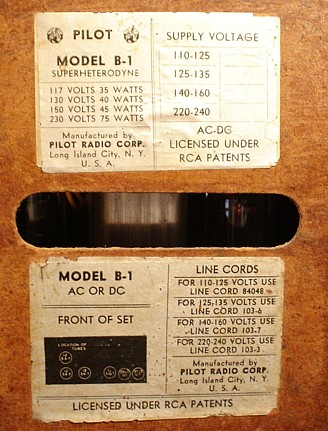 PILOT
MODEL B-1
SUPERHETERODYNE
117 VOLTS 35 WATTS
130 VOLTS 40 WATTS
150 VOLTS 45 WATTS
230 VOLTS 75 WATTS
Manufactured by
PILOT RADIO CORP.
Long Island City, N. Y.
U. S. A.
SUPPLY VOLTAGE
110-125
125-135
140-160
220-240
AC-DC
LICENSED UNDER
RCA PATENTS
MODEL B-1
AC OR DC
FRONT OF SET
LOCATION OF
TUBES
LINE CORDS
FOR 110-125 VOLTS USE
LINE CORD 84048
FOR 125-135 VOLTS USE
LINE CORD 103-6
FOR 140-160 VOLTS USE
LINE CORD 103-7
FOR 220-240 VOLTS USE
LINE CORD 103-3
Manufactured by
PILOT RADIO CORP.
Long Island City, N. Y.
U. S. A.
LICENSED UNDER RCA PATENTS